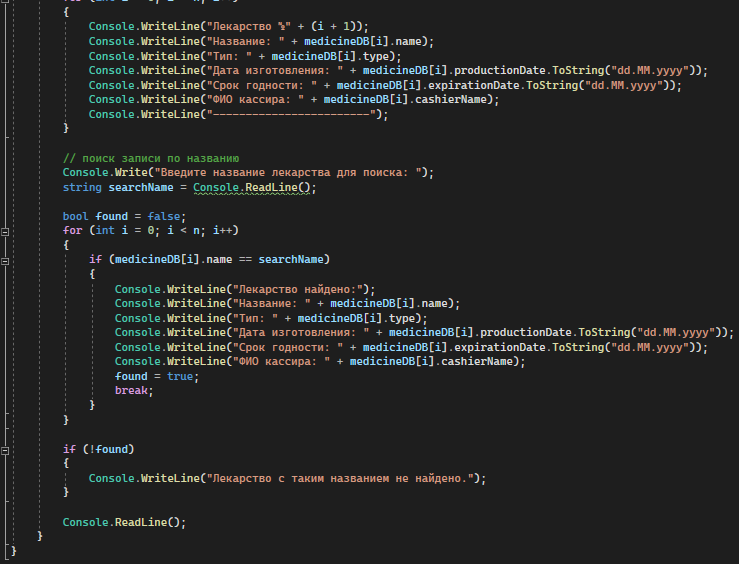 {
Console.WriteLine("Лекарство №" + (i + 1));
Console.WriteLine("Название: " + medicineDB[i].name);
Console.WriteLine("Тип: " + medicineDB[i].type);
Console.WriteLine("Дата изготовления: " + medicineDB[i].productionDate.ToString("dd.MM.yyyy"));
Console.WriteLine("Срок годности: " + medicineDB[i].expirationDate.ToString("dd.MM.yyyy"));
Console.WriteLine("ФИО кассира: " + medicineDB[i].cashierName);
Console.WriteLine("------------------------");
}
// поиск записи по названию
Console.Write("Введите название лекарства для поиска: ");
string searchName = Console.ReadLine();
bool found = false;
for (int i = 0; i < n; i++)
{
if (medicineDB[i].name == searchName)
{
Console.WriteLine("Лекарство найдено:");
Console.WriteLine("Название: " + medicineDB[i].name);
Console.WriteLine("Тип: " + medicineDB[i].type);
Console.WriteLine("Дата изготовления: " + medicineDB[i].productionDate.ToString("dd.MM.yyyy"));
Console.WriteLine("Срок годности: " + medicineDB[i].expirationDate.ToString("dd.MM.yyyy"));
Console.WriteLine("ФИО кассира: " + medicineDB[i].cashierName);
found = true;
break;
}
}
if (!found)
{
Console.WriteLine("Лекарство с таким названием не найдено.");
}
Console.ReadLine();
}
}